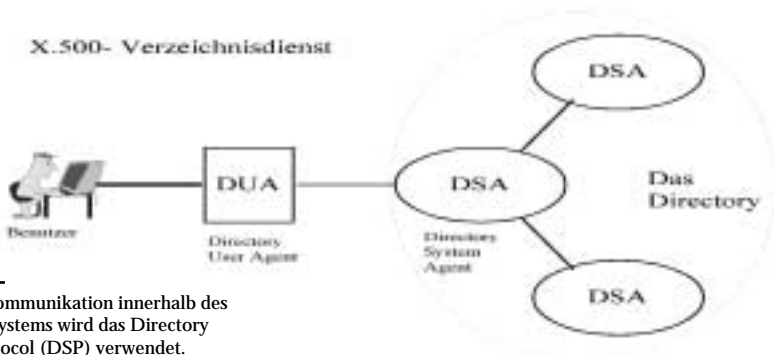 X.500- Verzeichnisdienst
DSA
DUA
DSA
Das
Directory
Benutzer
Directory
User Agent
Directory
System
Agent
DSA
ommunikation innerhalb des
ystems wird das Directory
ocol (DSP) verwendet.